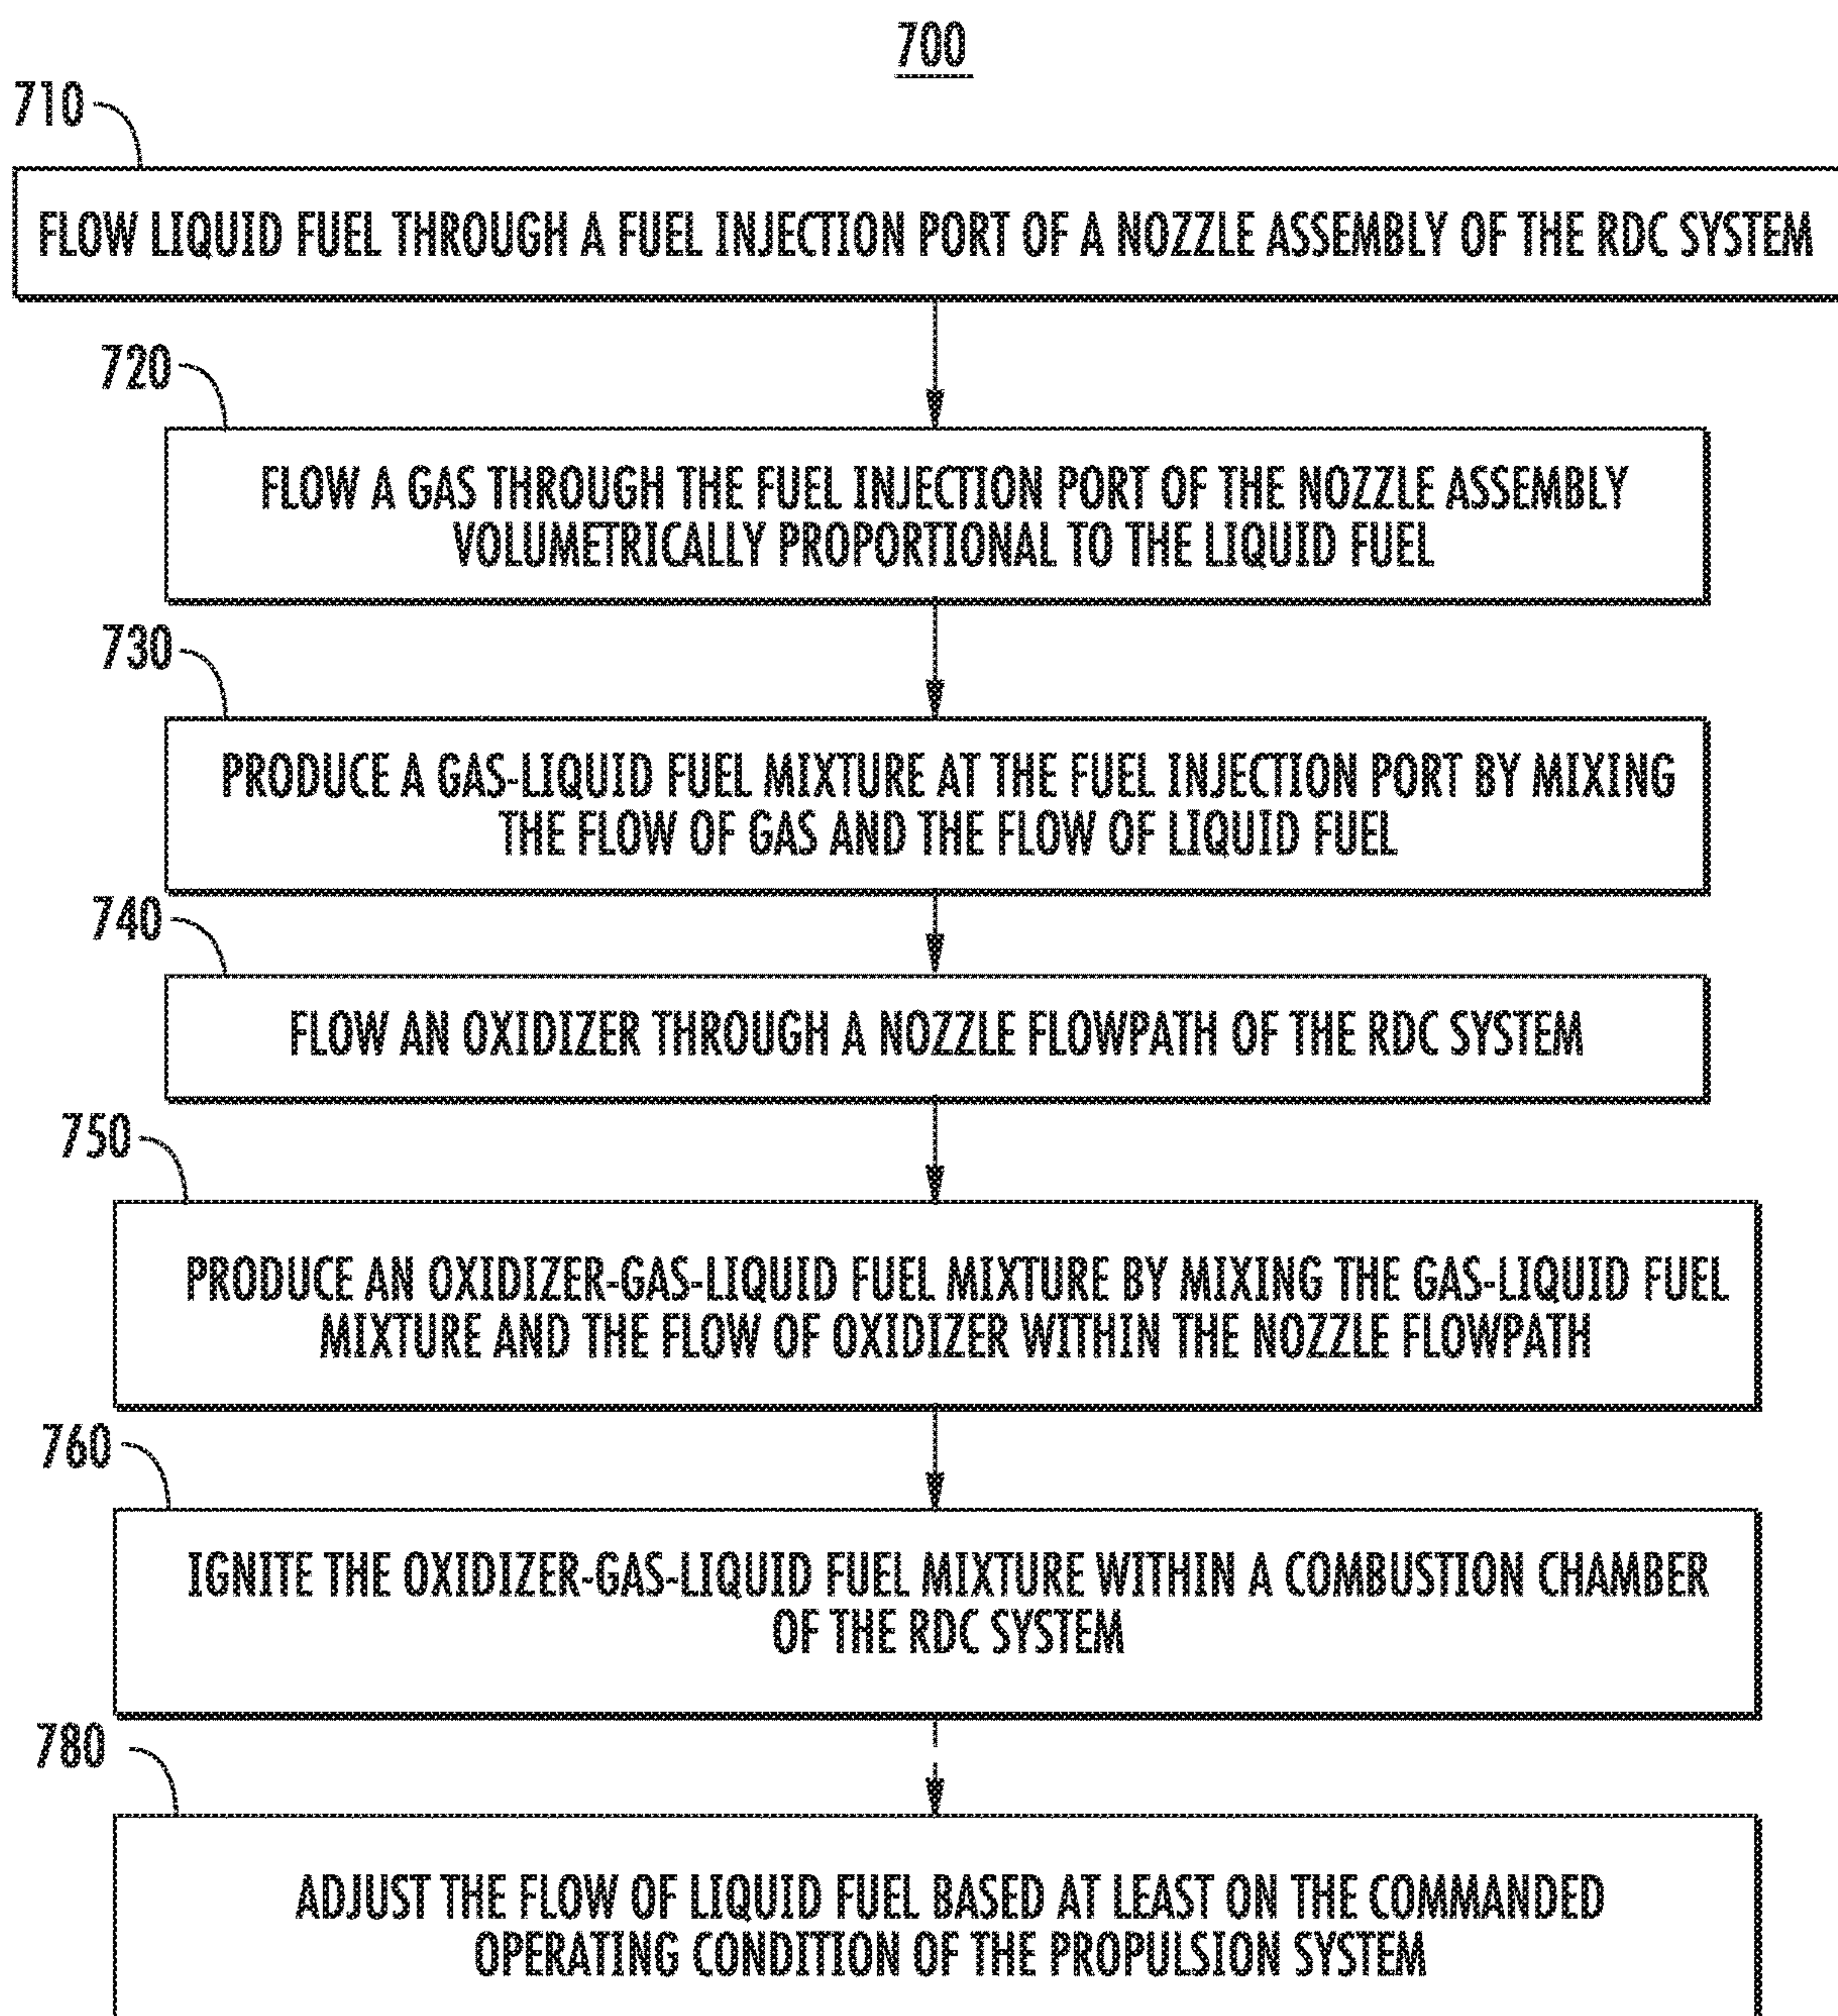 700
710
FLOW LIQUID FUEL THROUGH A FUEL INJECTION PORT OF A NOZZLE ASSEMBLY OF THE RDC SYSTEM
720
FLOW A GAS THROUGH THE FUEL INJECTION PORT OF THE NOZZLE ASSEMBLY
VOLUMETRICALLY PROPORTIONAL TO THE LIQUID FUEL
730
PRODUCE A GAS-LIQUID FUEL MIXTURE AT THE FUEL INJECTION PORT BY MIXING
THE FLOW OF GAS AND THE FLOW OF LIQUID FUEL
740
FLOW AN OXIDIZER THROUGH A NOZZLE FLOWPATH OF THE RDC SYSTEM
750
PRODUCE AN OXIDIZER-GAS-LIQUID FUEL MIXTURE BY MIXING THE GAS-LIQUID FUEL
MIXTURE AND THE FLOW OF OXIDIZER WITHIN THE NOZZLE FLOWPATH
760
IGNITE THE OXIDIZER-GAS-LIQUID FUEL MIXTURE WITHIN A COMBUSTION CHAMBER
OF THE RDC SYSTEM
780
ADJUST THE FLOW OF LIQUID FUEL BASED AT LEAST ON THE COMMANDED
OPERATING CONDITION OF THE PROPULSION SYSTEM